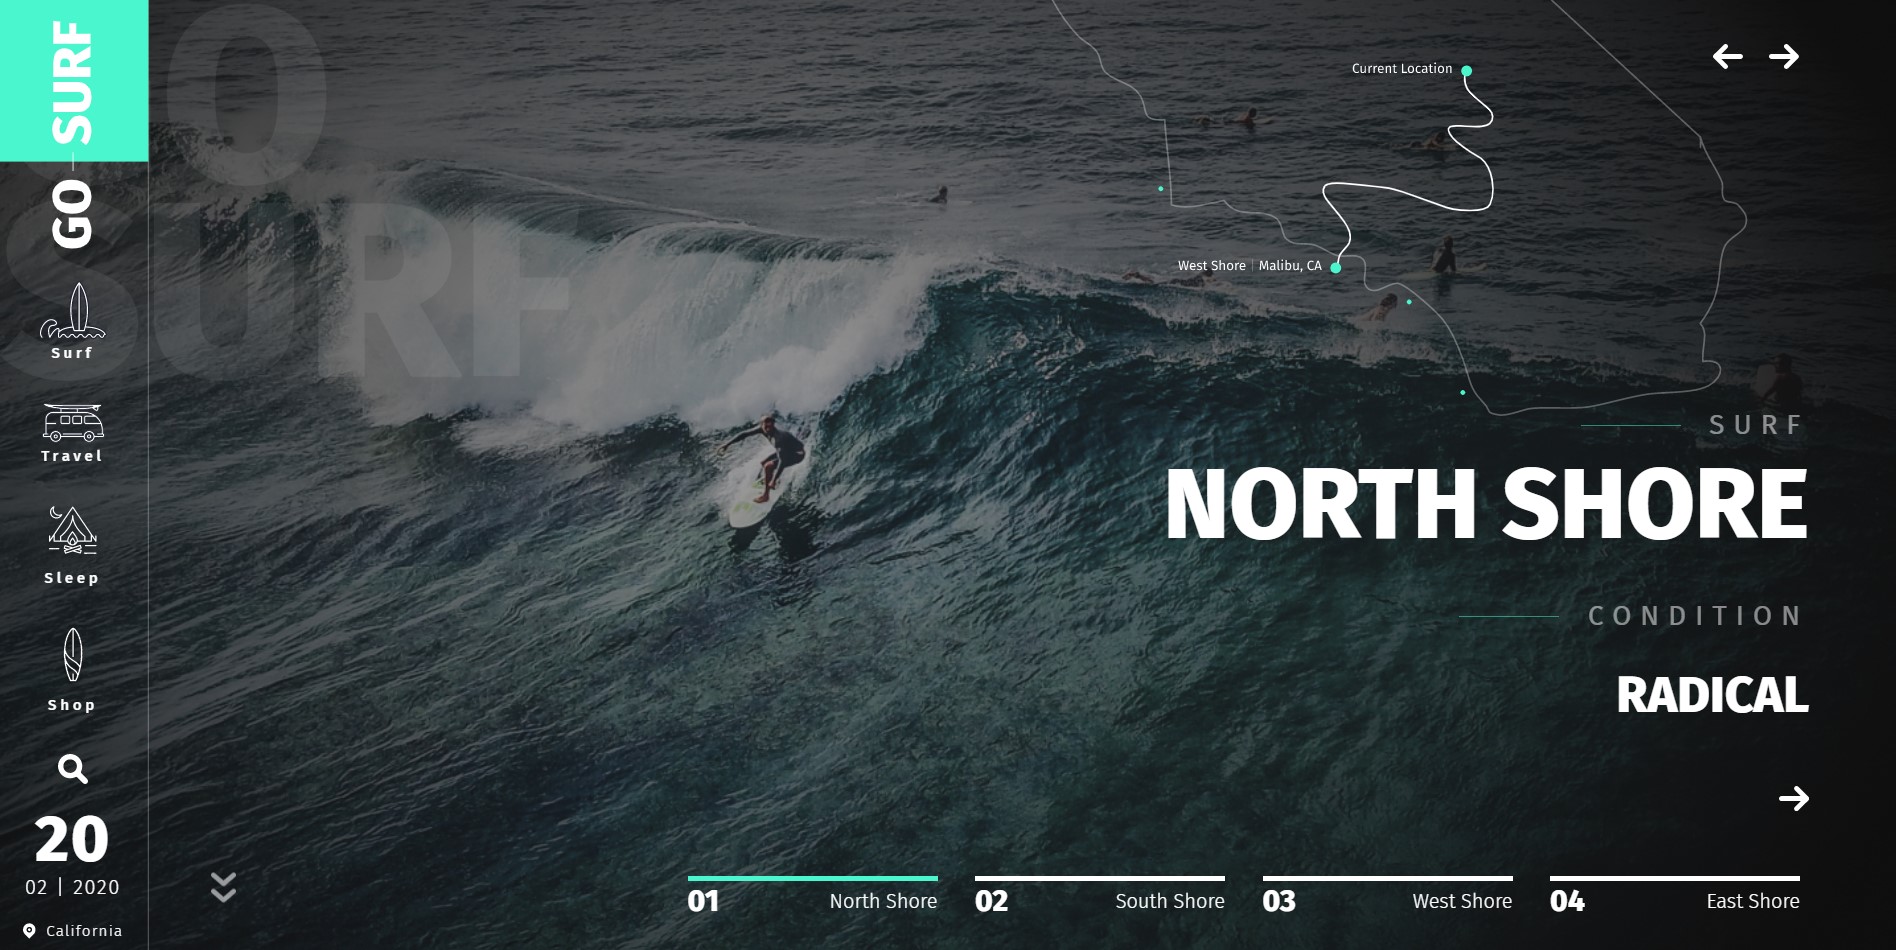 GO SURF
GO
SURF
Surf
Travel
Sleep
Shop
20
02 | 2020
California
Current Location
West Shore | Malibu, CA
SURF
NORTH SHORE
CONDITION
RADICAL
01 North Shore
02 South Shore
03 West Shore
04 East Shore